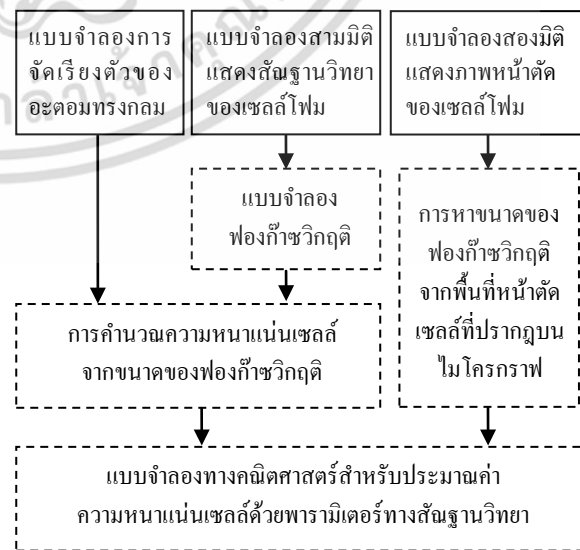 แบบจำลองการ
จัดเรียงตัวของ
อะตอมทรงกลม
แบบจำลองสามมิติ
แสดงสัณฐานวิทยา
ของเซลล์โฟม
แบบจำลองสองมิติ
แสดงภาพหน้าตัด
ของเซลล์โฟม
แบบจำลอง
ฟองก๊าซวิกฤติ
การหาขนาดของ
ฟองก๊าซวิกฤติ
จากพื้นที่หน้าตัด
เซลล์ที่ปรากฎบน
ไมโครกราฟ
การคำนวณความหนาแน่นเซลล์
จากขนาดของฟองก๊าซวิกฤติ
แบบจำลองทางคณิตศาสตร์สำหรับประมาณค่า
ความหนาแน่นเซลล์ด้วยพารามิเตอร์ทางสัณฐานวิทยา